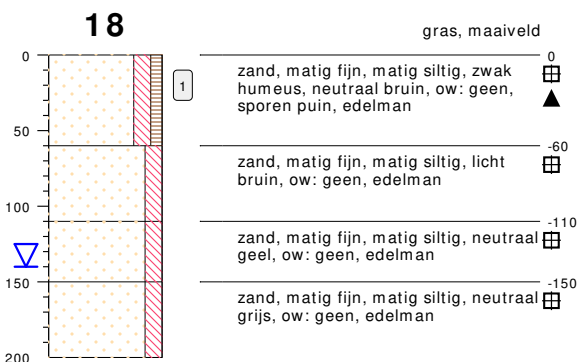 18
gras, maaiveld
0
50
100
150
200
1
0
zand, matig fijn, matig siltig, zwak
humeus, neutraal bruin, ow: geen,
sporen puin, edelman
-60
zand, matig fijn, matig siltig, licht
bruin, ow: geen, edelman
-110
zand, matig fijn, matig siltig, neutraal
geel, ow: geen, edelman
-150
zand, matig fijn, matig siltig, neutraal
grijs, ow: geen, edelman